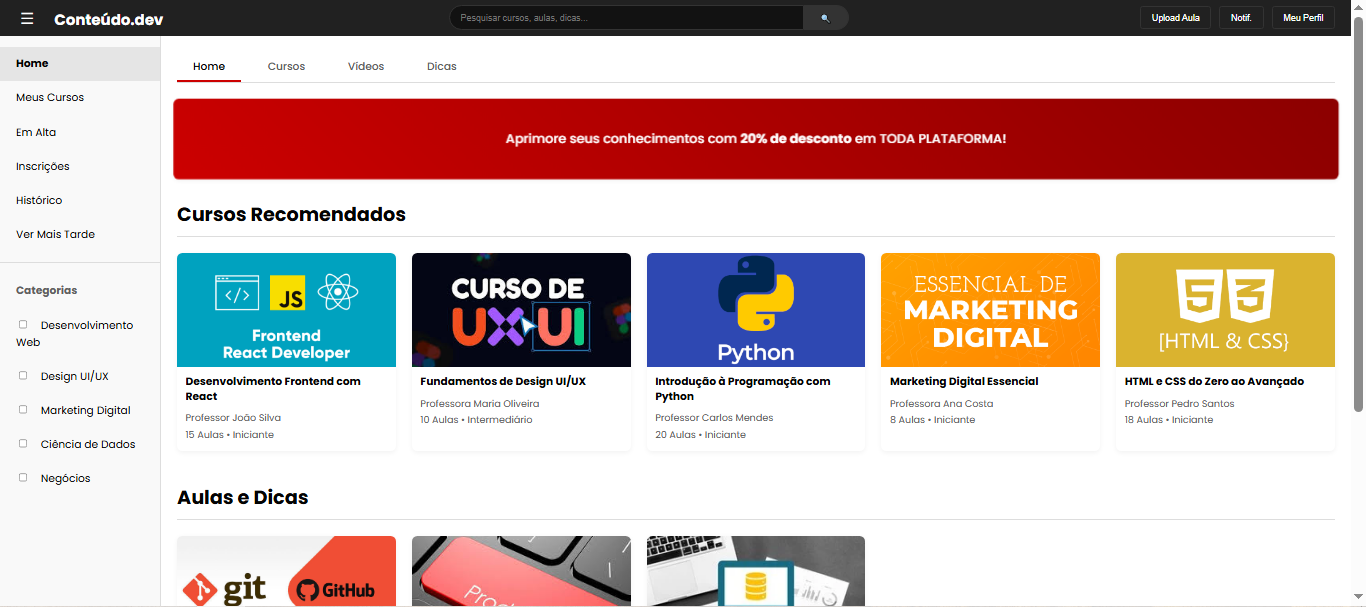 ☰ Conteúdo.dev
Pesquisar cursos, aulas, dicas...
Upload Aula
Notif.
Meu Perfil
Home
Meus Cursos
Em Alta
Inscrições
Histórico
Ver Mais Tarde
Categorias
Desenvolvimento
Web
Design UI/UX
Marketing Digital
Ciência de Dados
Negócios
Home
Cursos
Vídeos
Dicas
Aprimore seus conhecimentos com 20% de desconto em TODA PLATAFORMA!
Cursos Recomendados
</> JS
Frontend
React Developer
Desenvolvimento Frontend com
React
Professor João Silva
15 Aulas • Iniciante
CURSO DE
UX UI
Fundamentos de Design UI/UX
Professora Maria Oliveira
10 Aulas • Intermediário
Python
Introdução à Programação com
Python
Professor Carlos Mendes
20 Aulas • Iniciante
ESSENCIAL DE
MARKETING
DIGITAL
Marketing Digital Essencial
Professora Ana Costa
8 Aulas • Iniciante
5 3
[HTML & CSS}
HTML e CSS do Zero ao Avançado
Professor Pedro Santos
18 Aulas • Iniciante
Aulas e Dicas
git
GitHub